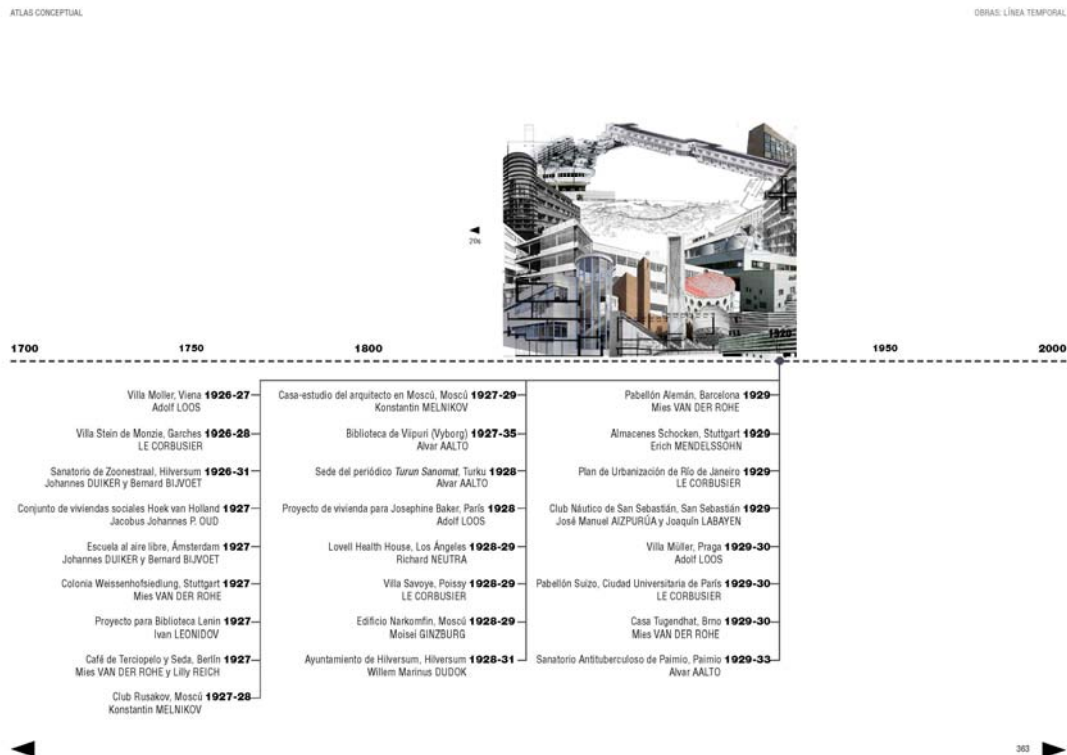 ATLAS CONCEPTUAL
OBRAS: LÍNEA TEMPORAL
20s
1920
1700
1750
1800
1950
2000
Villa Moller, Viena 1926-27
Adolf LOOS
Villa Stein de Monzie, Garches 1926-28
LE CORBUSIER
Sanatorio de Zoonestraal, Hilversum 1926-31
Johannes DUIKER y Bernard BIJVOET
Conjunto de viviendas sociales Hoek van Holland 1927
Jacobus Johannes P. OUD
Escuela al aire libre, Ámsterdam 1927
Johannes DUIKER y Bernard BIJVOET
Colonia Weissenhofsiedlung, Stuttgart 1927
Mies VAN DER ROHE
Proyecto para Biblioteca Lenin 1927
Ivan LEONIDOV
Café de Terciopelo y Seda, Berlín 1927
Mies VAN DER ROHE y Lilly REICH
Club Rusakov, Moscú 1927-28
Konstantin MELNIKOV
Casa-estudio del arquitecto en Moscú, Moscú 1927-29
Konstantin MELNIKOV
Biblioteca de Viipuri (Vyborg) 1927-35
Alvar AALTO
Sede del periódico Turun Sanomat, Turku 1928
Alvar AALTO
Proyecto de vivienda para Josephine Baker, París 1928
Adolf LOOS
Lovell Health House, Los Ángeles 1928-29
Richard NEUTRA
Villa Savoye, Poissy 1928-29
LE CORBUSIER
Edificio Narkomfin, Moscú 1928-29
Moisei GINZBURG
Ayuntamiento de Hilversum, Hilversum 1928-31
Willem Marinus DUDOK
Pabellón Alemán, Barcelona 1929
Mies VAN DER ROHE
Almacenes Schocken, Stuttgart 1929
Erich MENDELSSOHN
Plan de Urbanización de Río de Janeiro 1929
LE CORBUSIER
Club Náutico de San Sebastián, San Sebastián 1929
José Manuel AIZPURÚA y Joaquín LABAYEN
Villa Müller, Praga 1929-30
Adolf LOOS
Pabellón Suizo, Ciudad Universitaria de París 1929-30
LE CORBUSIER
Casa Tugendhat, Brno 1929-30
Mies VAN DER ROHE
Sanatorio Antituberculoso de Paimio, Paimio 1929-33
Alvar AALTO
363